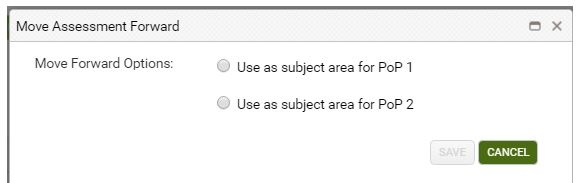 Move Assessment Forward
Move Forward Options:
Use as subject area for PoP 1
Use as subject area for PoP 2
SAVE CANCEL